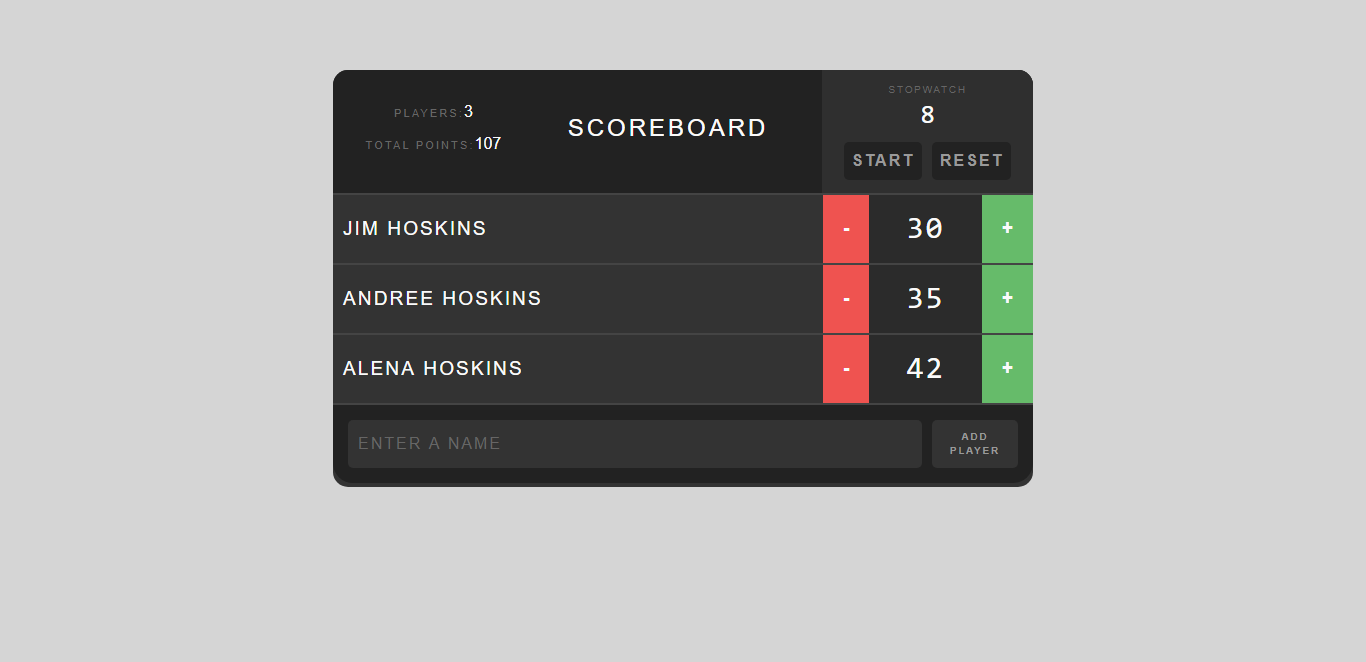 PLAYERS:3
TOTAL POINTS:107
SCOREBOARD
STOPWATCH
8
START RESET
JIM HOSKINS - 30 +
ANDREE HOSKINS - 35 +
ALENA HOSKINS - 42 +
ENTER A NAME
ADD
PLAYER